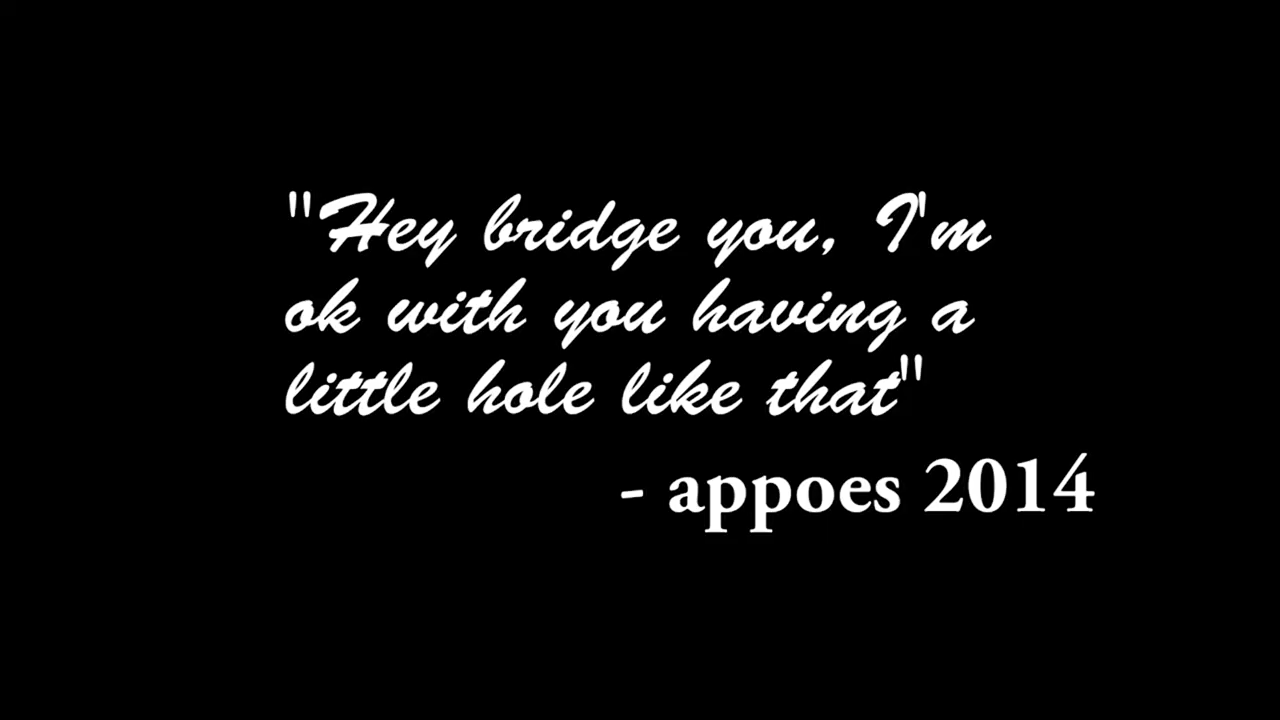 "Hey bridge you, I'm
ok with you having a
little hole like that"
- appoes 2014